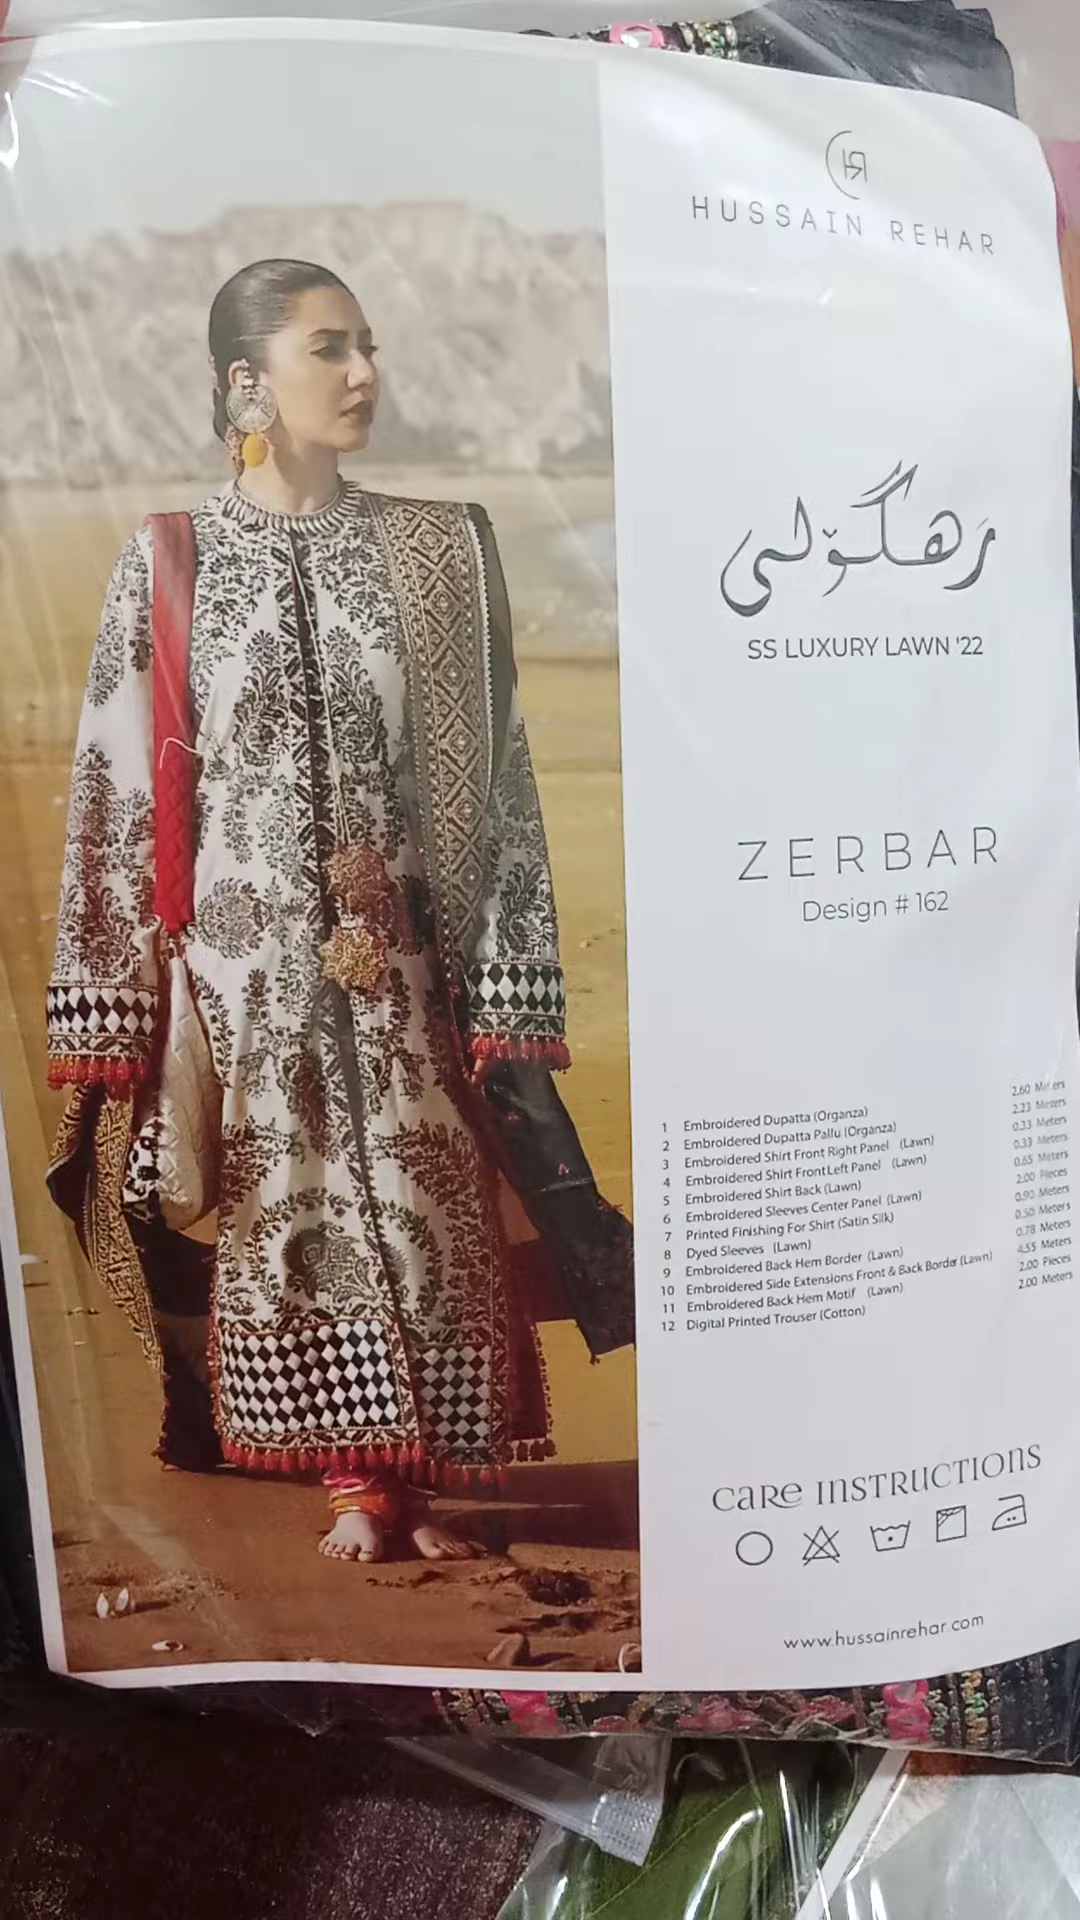 HUSSAIN REHAR
رهگولی
SS LUXURY LAWN '22
ZERBAR
Design # 162
1 Embroidered Dupatta (Organza) 2.60 Meters
2 Embroidered Dupatta Pallu (Organza) 2.23 Meters
3 Embroidered Shirt Front Right Panel (Lawn) 0.33 Meters
4 Embroidered Shirt Front Left Panel (Lawn) 0.33 Meters
5 Embroidered Shirt Back (Lawn) 0.65 Meters
6 Embroidered Sleeves Center Panel (Lawn) 2.00 Pieces
7 Printed Finishing For Shirt (Satin Silk) 0.90 Meters
8 Dyed Sleeves (Lawn) 0.50 Meters
9 Embroidered Back Hem Border (Lawn) 0.78 Meters
10 Embroidered Side Extensions Front & Back Border (Lawn) 4.55 Meters
11 Embroidered Back Hem Motif (Lawn) 2.00 Pieces
12 Digital Printed Trouser (Cotton) 2.00 Meters
CARE INSTRUCTIONS
www.hussainrehar.com